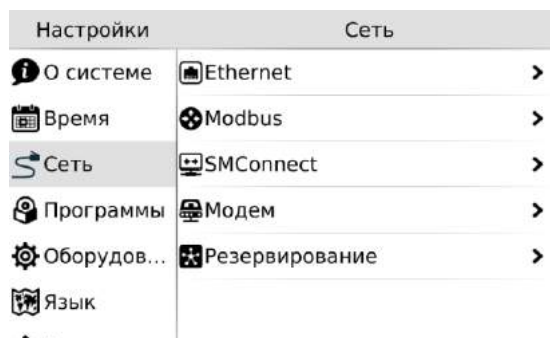 Настройки
Сеть
О системе
Время
Сеть
Программы
Оборудов...
Язык
Ethernet
Modbus
SMConnect
Модем
Резервирование